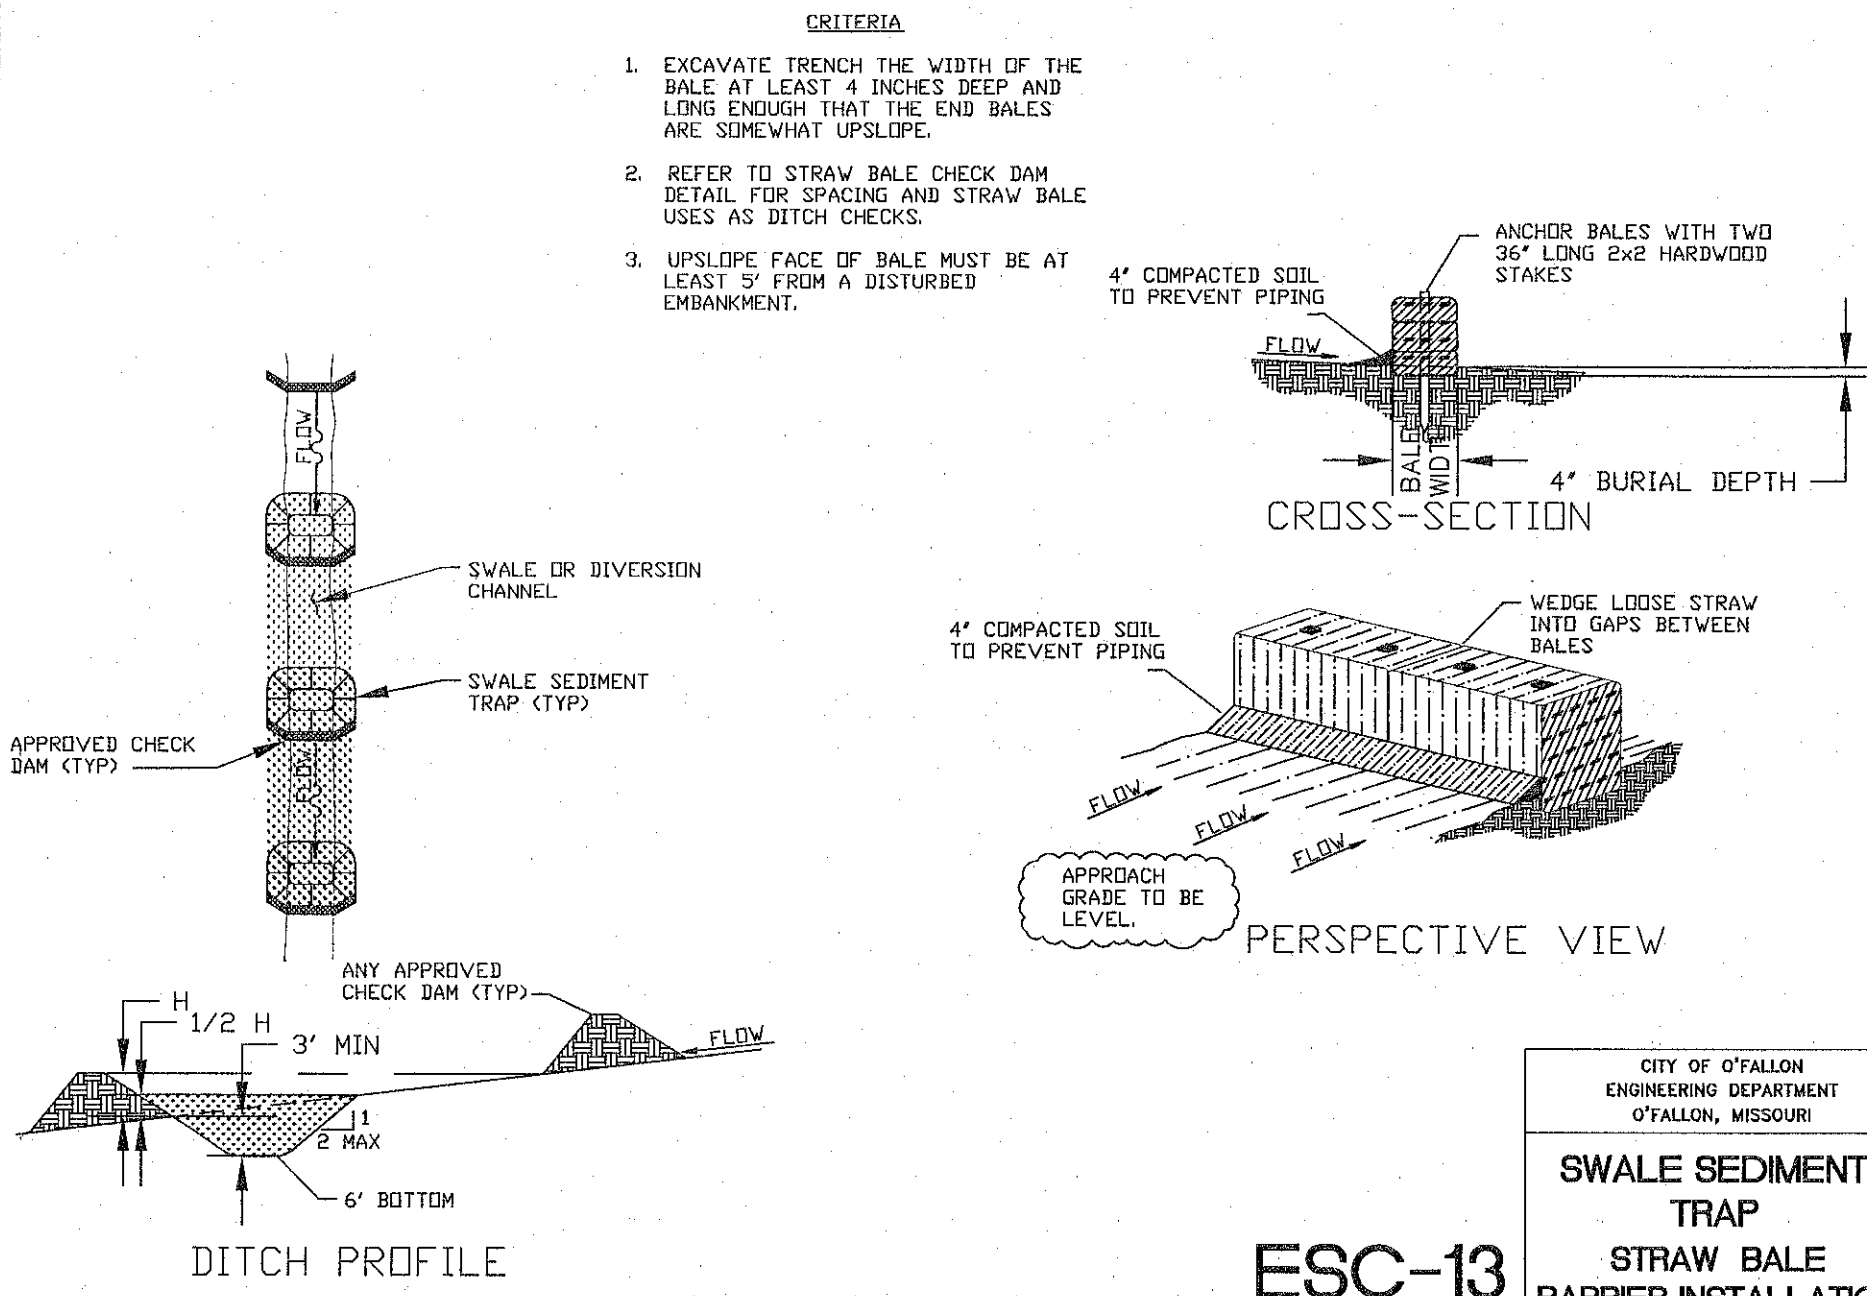 CRITERIA
1. EXCAVATE TRENCH THE WIDTH OF THE
BALE AT LEAST 4 INCHES DEEP AND
LONG ENOUGH THAT THE END BALES
ARE SOMEWHAT UPSLOPE.
2. REFER TO STRAW BALE CHECK DAM
DETAIL FOR SPACING AND STRAW BALE
USES AS DITCH CHECKS.
3. UPSLOPE FACE OF BALE MUST BE AT
LEAST 5' FROM A DISTURBED
EMBANKMENT.
ANCHOR BALES WITH TWO
36" LONG 2x2 HARDWOOD
STAKES
4" COMPACTED SOIL
TO PREVENT PIPING
FLOW
BALE
WIDT
4" BURIAL DEPTH
CROSS-SECTION
FLOW
SWALE OR DIVERSION
CHANNEL
SWALE SEDIMENT
TRAP (TYP)
APPROVED CHECK
DAM (TYP)
FLOW
WEDGE LOOSE STRAW
INTO GAPS BETWEEN
BALES
4" COMPACTED SOIL
TO PREVENT PIPING
FLOW
FLOW
FLOW
APPROACH
GRADE TO BE
LEVEL.
PERSPECTIVE VIEW
ANY APPROVED
CHECK DAM (TYP)
H
1/2 H
3' MIN
FLOW
1
2 MAX
6' BOTTOM
DITCH PROFILE
CITY OF O'FALLON
ENGINEERING DEPARTMENT
O'FALLON, MISSOURI
SWALE SEDIMENT
TRAP
STRAW BALE
BARRIER INSTALLATIO
ESC-13